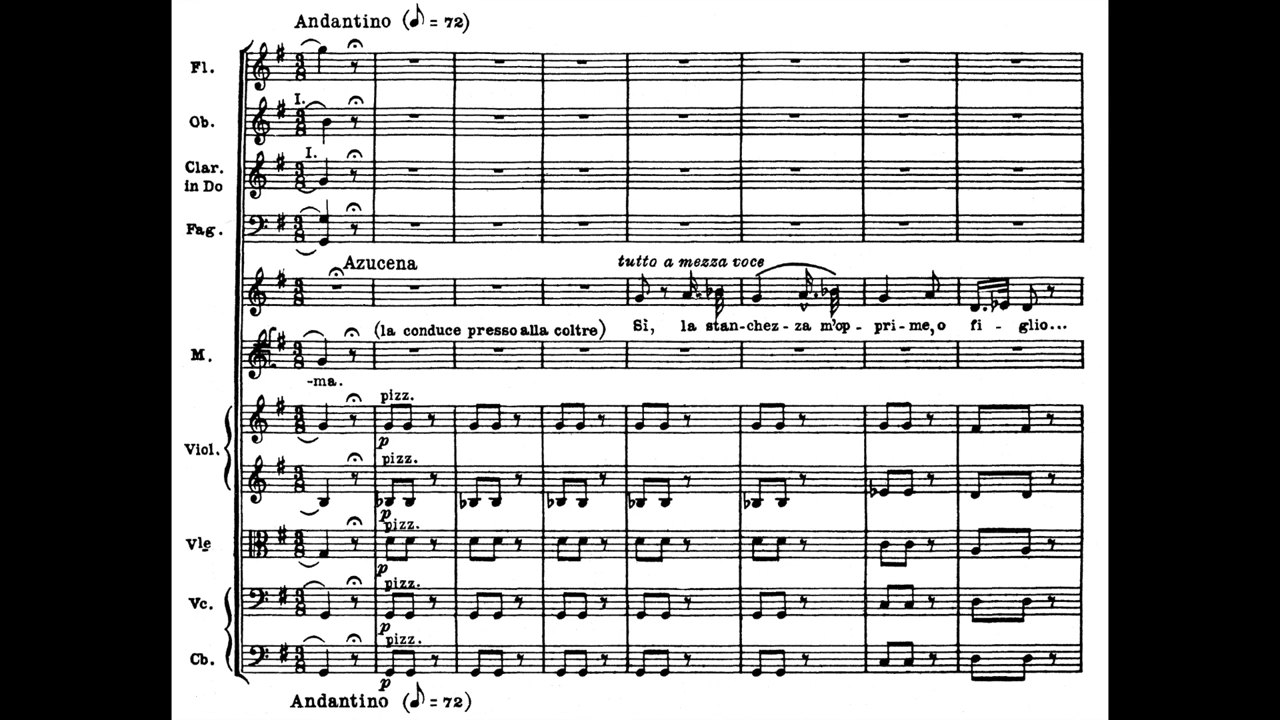 Andantino (♪ = 72)
Fl.
I.
Ob.
I.
Clar.
in Do
Fag.
Azucena
tutto a mezza voce
(la conduce presso alla coltre)
Sì, la stan-chez-za m'op-pri-me, o fi-glio...
M.
-ma.
pizz.
p
Viol.
pizz.
p
pizz.
Vle
p
pizz.
Vc.
p
pizz.
Cb.
p
Andantino (♪ = 72)